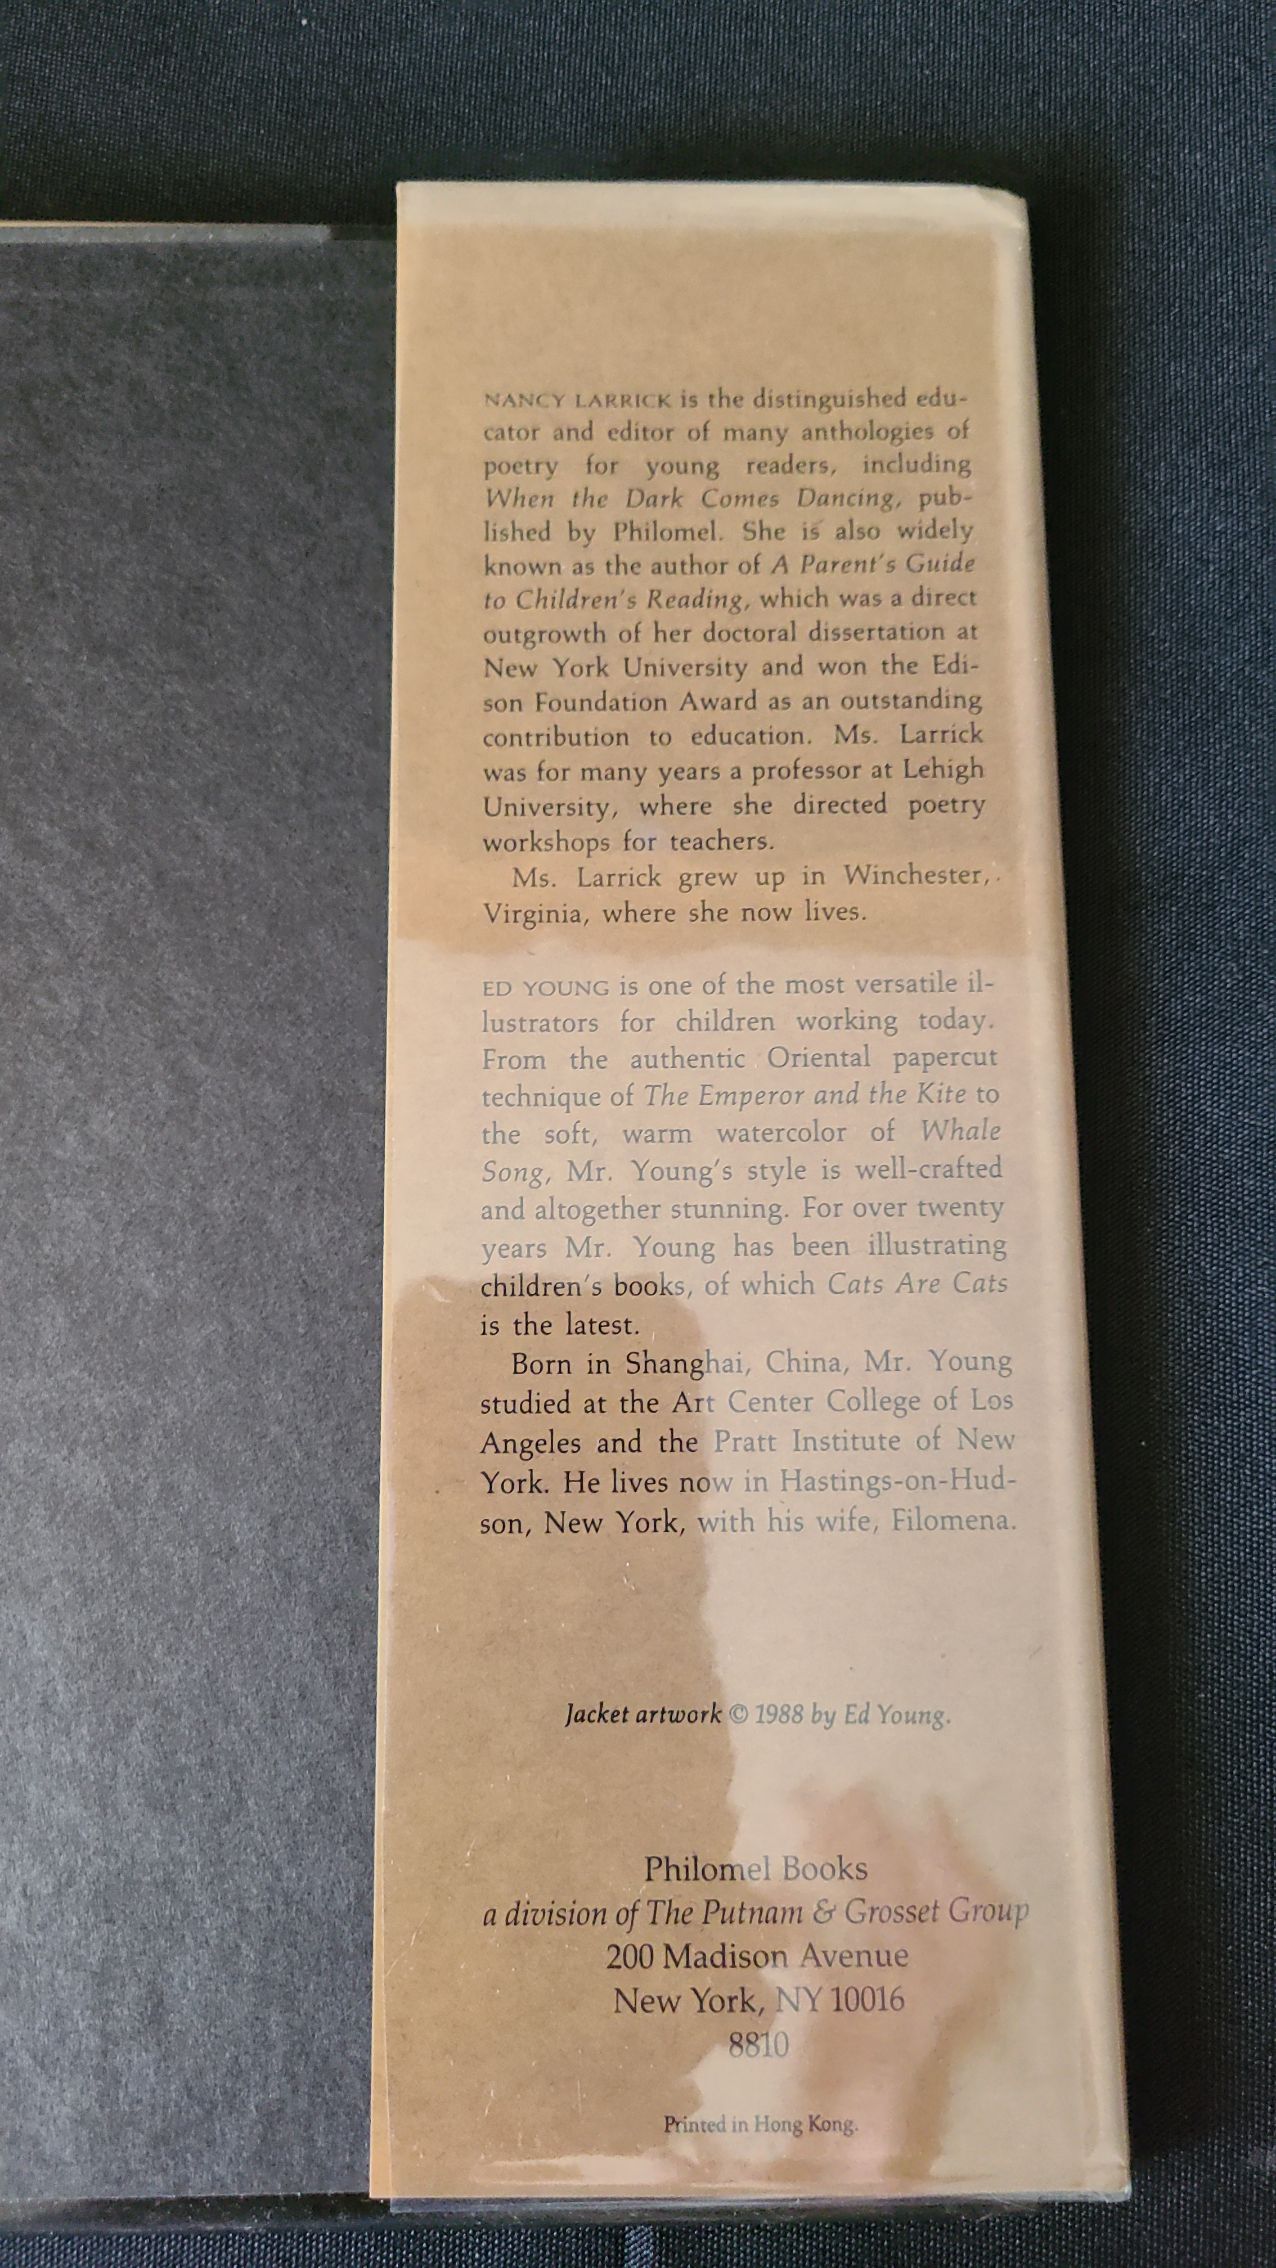 NANCY LARRICK is the distinguished edu-
cator and editor of many anthologies of
poetry for young readers, including
When the Dark Comes Dancing, pub-
lished by Philomel. She is also widely
known as the author of A Parent's Guide
to Children's Reading, which was a direct
outgrowth of her doctoral dissertation at
New York University and won the Edi-
son Foundation Award as an outstanding
contribution to education. Ms. Larrick
was for many years a professor at Lehigh
University, where she directed poetry
workshops for teachers.
Ms. Larrick grew up in Winchester,
Virginia, where she now lives.
ED YOUNG is one of the most versatile il-
lustrators for children working today.
From the authentic Oriental papercut
technique of The Emperor and the Kite to
the soft, warm watercolor of Whale
Song, Mr. Young's style is well-crafted
and altogether stunning. For over twenty
years Mr. Young has been illustrating
children's books, of which Cats Are Cats
is the latest.
Born in Shanghai, China, Mr. Young
studied at the Art Center College of Los
Angeles and the Pratt Institute of New
York. He lives now in Hastings-on-Hud-
son, New York, with his wife, Filomena.
Jacket artwork © 1988 by Ed Young.
Philomel Books
a division of The Putnam & Grosset Group
200 Madison Avenue
New York, NY 10016
8810
Printed in Hong Kong.